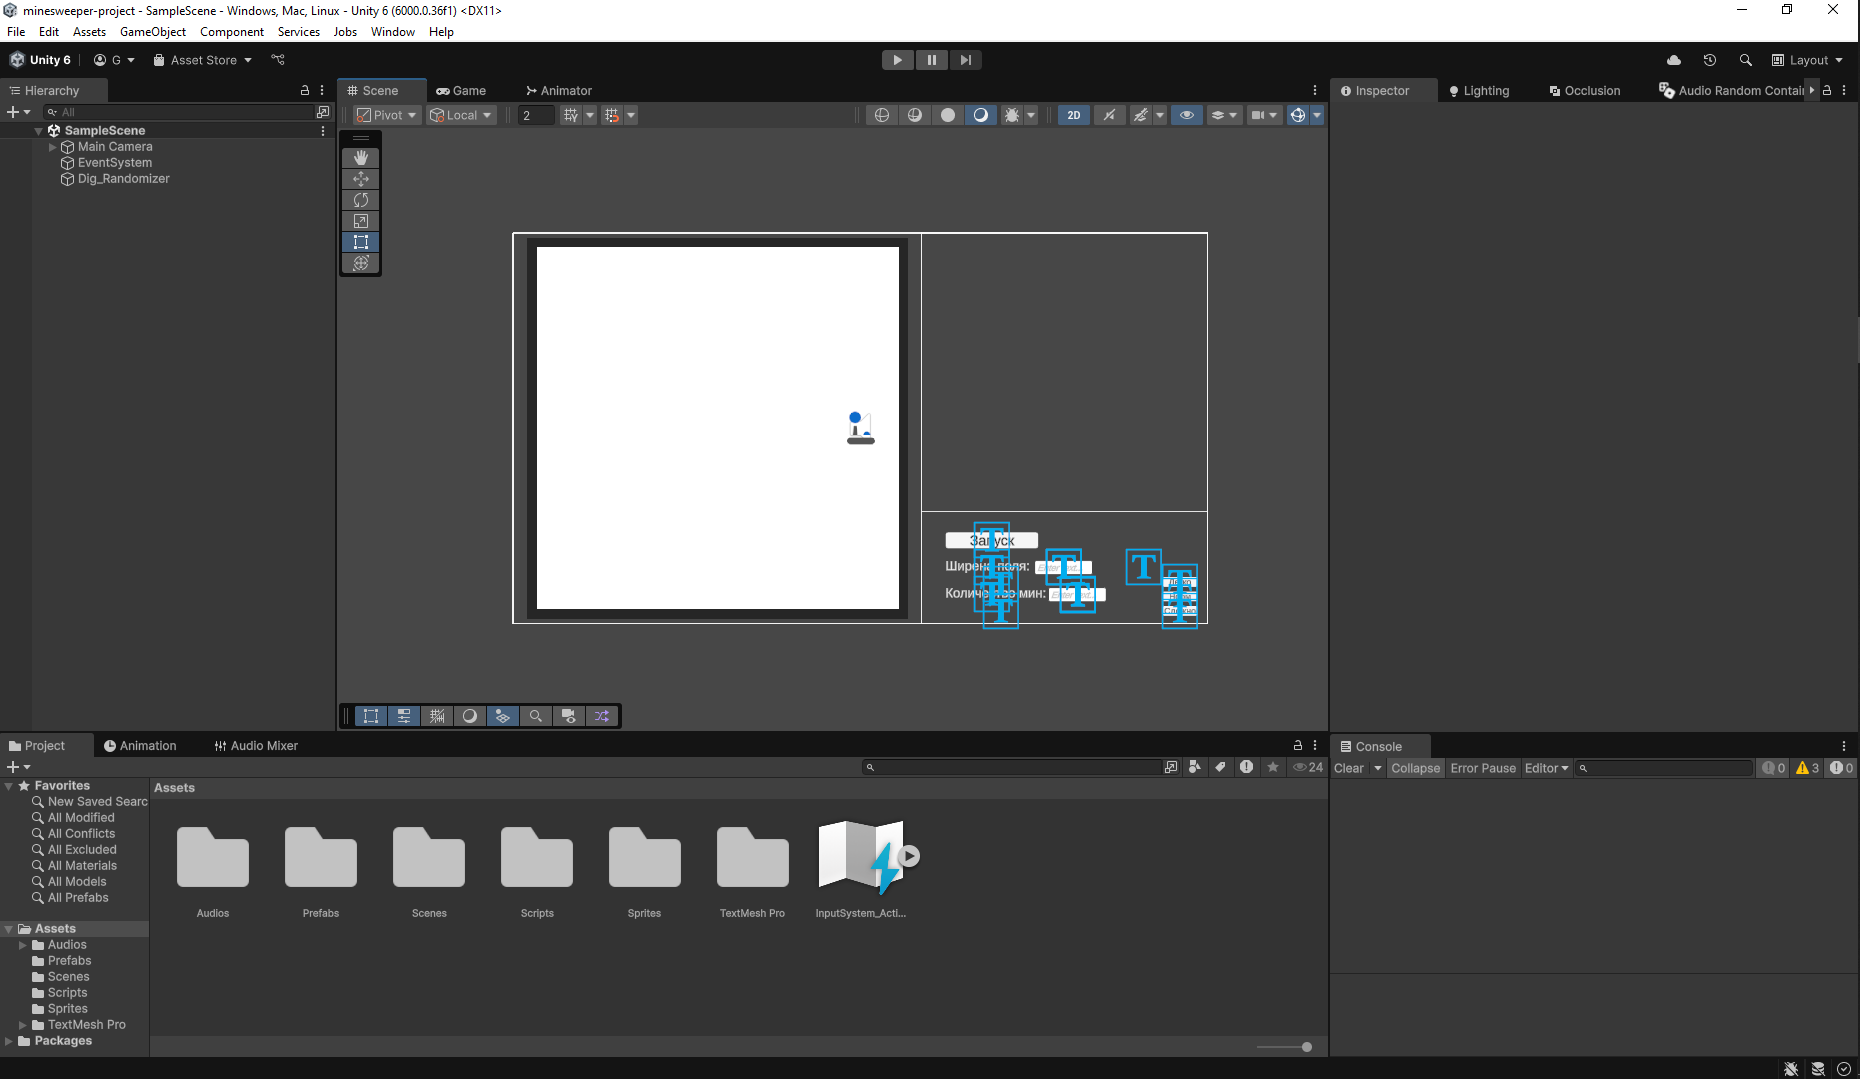 minesweeper-project - SampleScene - Windows, Mac, Linux - Unity 6 (6000.0.36f1) <DX11>
File Edit Assets GameObject Component Services Jobs Window Help
Unity 6 G Asset Store Layout
Hierarchy
All
SampleScene
Main Camera
EventSystem
Dig_Randomizer
Scene Game Animator
Pivot Local 2 2D
Запуск
Ширена поля: Enter text...
Количество мин: Enter text...
Inspector Lighting Occlusion Audio Random Contai
Project Animation Audio Mixer
24
Favorites
New Saved Searc
All Modified
All Conflicts
All Excluded
All Materials
All Models
All Prefabs
Assets
Audios
Prefabs
Scenes
Scripts
Sprites
TextMesh Pro
Packages
Assets
Audios Prefabs Scenes Scripts Sprites TextMesh Pro InputSystem_Acti...
Console
Clear Collapse Error Pause Editor 0 3 0